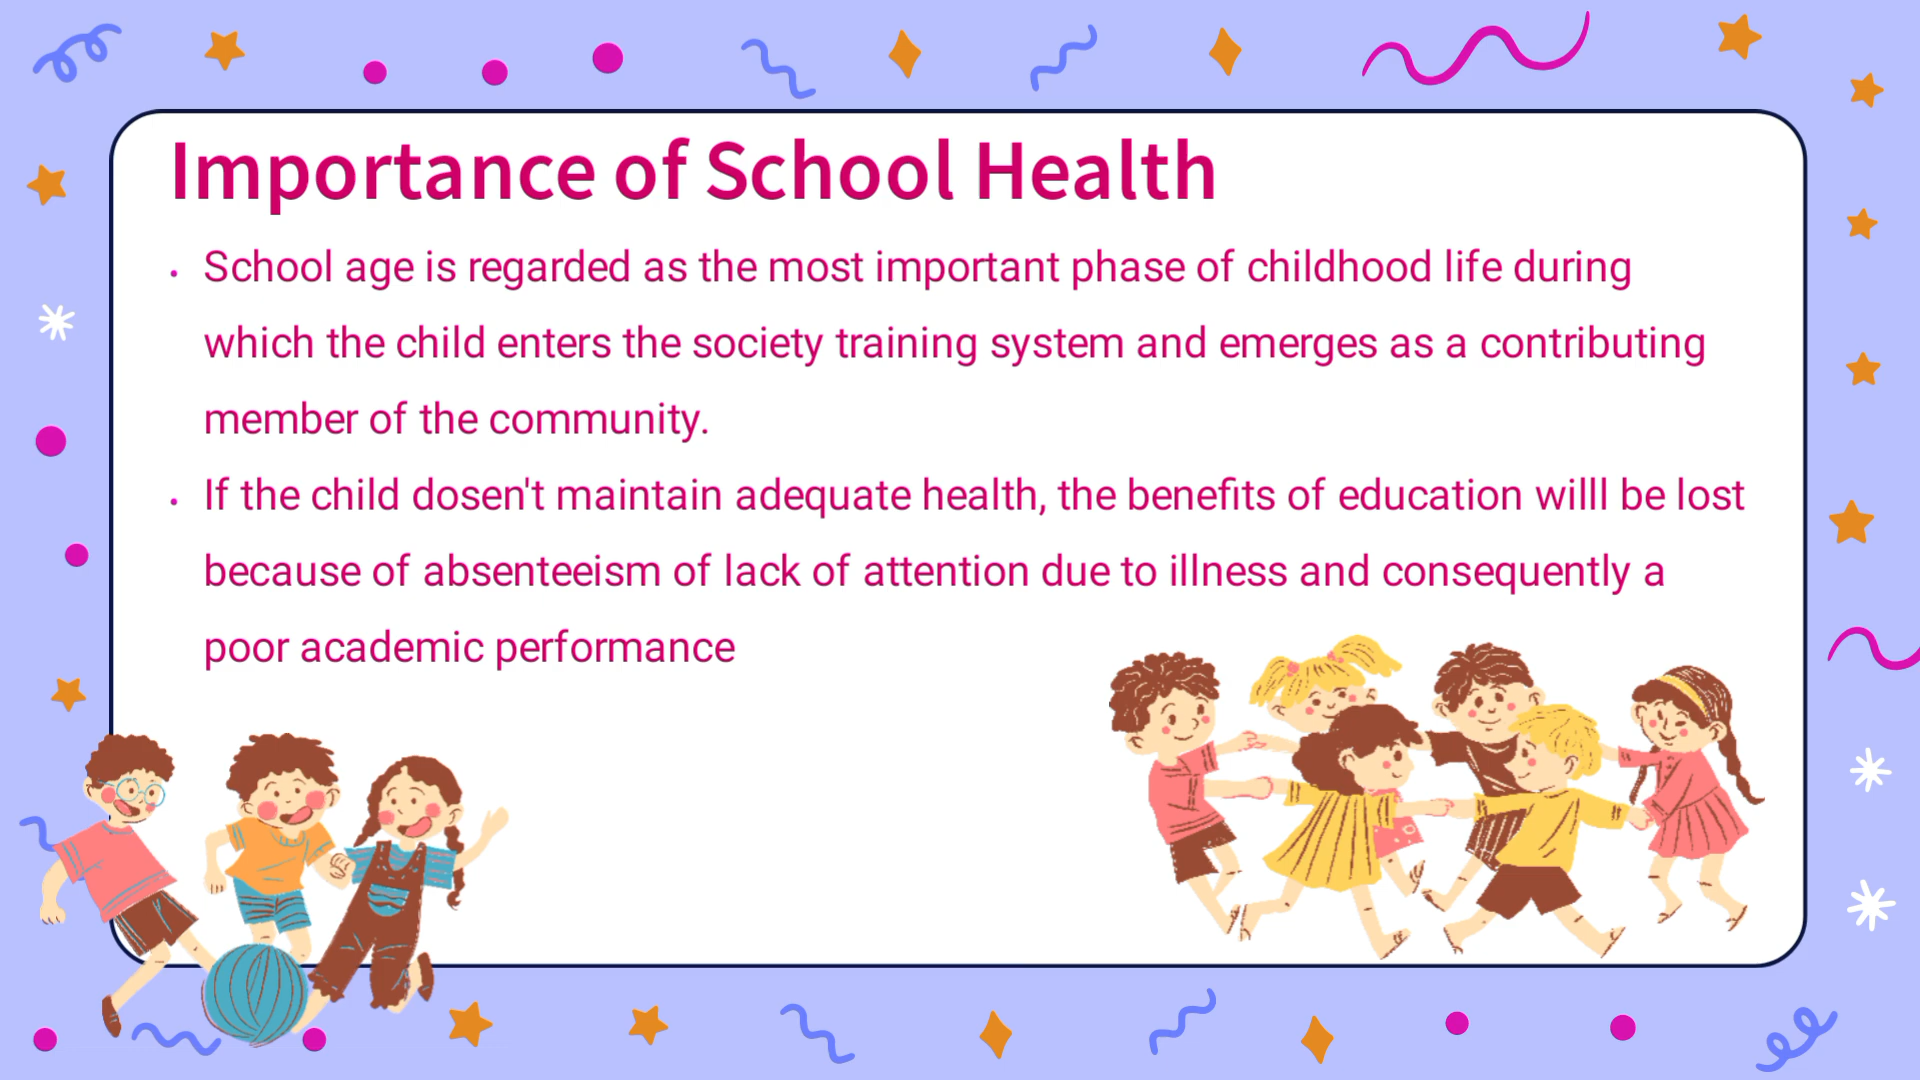 Importance of School Health
• School age is regarded as the most important phase of childhood life during
which the child enters the society training system and emerges as a contributing
member of the community.
• If the child dosen't maintain adequate health, the benefits of education willl be lost
because of absenteeism of lack of attention due to illness and consequently a
poor academic performance